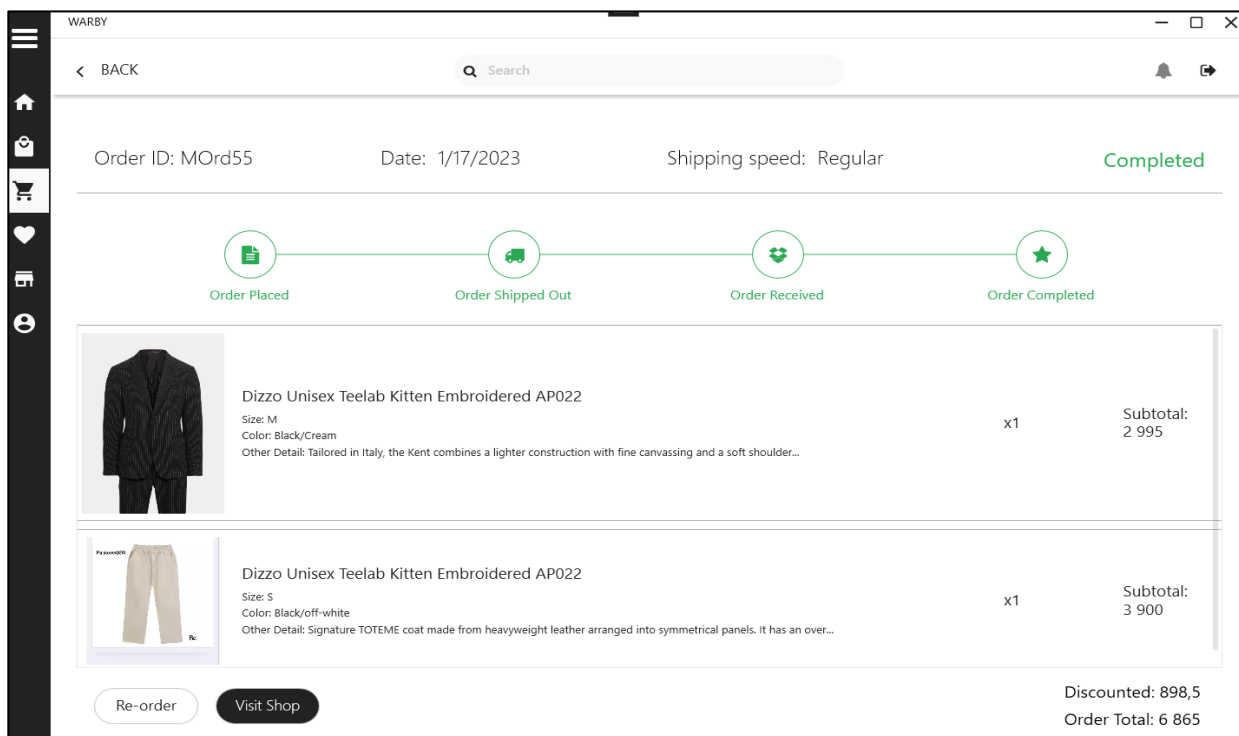 WARBY
BACK
Search
Order ID: MOrd55
Date: 1/17/2023
Shipping speed: Regular
Completed
Order Placed
Order Shipped Out
Order Received
Order Completed
Dizzo Unisex Teelab Kitten Embroidered AP022
Size: M
Color: Black/Cream
Other Detail: Tailored in Italy, the Kent combines a lighter construction with fine canvassing and a soft shoulder...
x1
Subtotal:
2 995
Dizzo Unisex Teelab Kitten Embroidered AP022
Size: S
Color: Black/off-white
Other Detail: Signature TOTEME coat made from heavyweight leather arranged into symmetrical panels. It has an over...
x1
Subtotal:
3 900
Re-order
Visit Shop
Discounted: 898,5
Order Total: 6 865